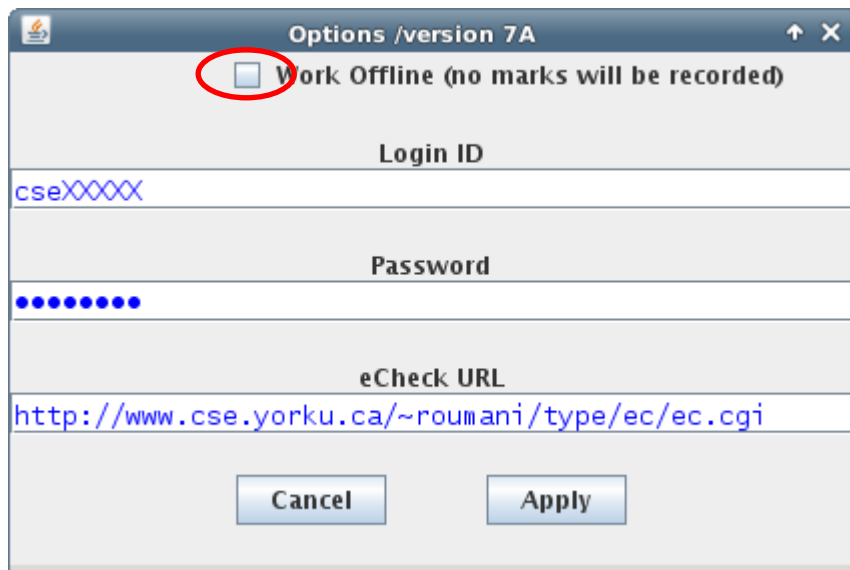 Options /version 7A
Work Offline (no marks will be recorded)
Login ID
cseXXXXX
Password
●●●●●●●●
eCheck URL
http://www.cse.yorku.ca/~roumani/type/ec/ec.cgi
Cancel Apply